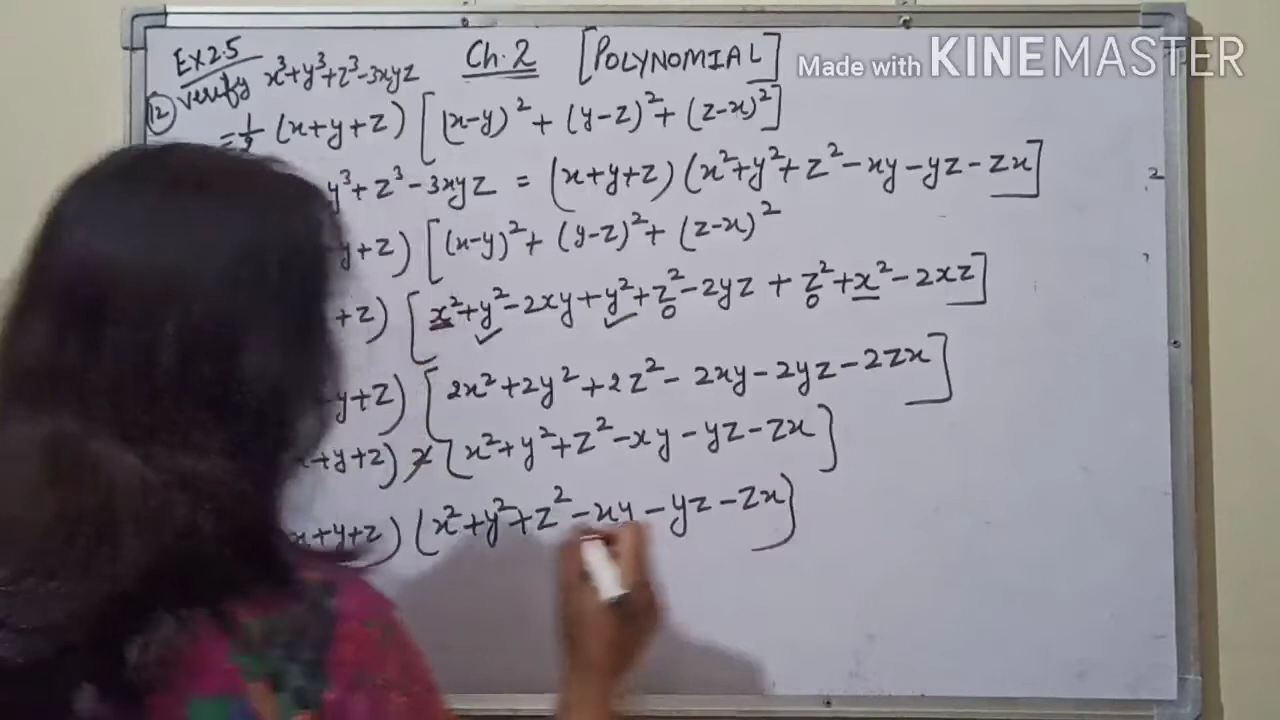 Ex 2.5 Ch. 2 [POLYNOMIAL]
Made with KINEMASTER
(12) verify x³+y³+z³-3xyz
= (x+y+z) [(x-y)²+(y-z)²+(z-x)²]
y³+z³-3xyz = (x+y+z)(x²+y²+z²-xy-yz-zx]
y+z) [(x-y)²+(y-z)²+(z-x)²
+z) [x²+y²-2xy+y²+z²-2yz+z²+x²-2xz]
y+z) [2x²+2y²+2z²-2xy-2yz-2zx]
x+y+z) 2 [x²+y²+z²-xy-yz-zx]
x+y+z) (x²+y²+z²-xy-yz-zx)
2